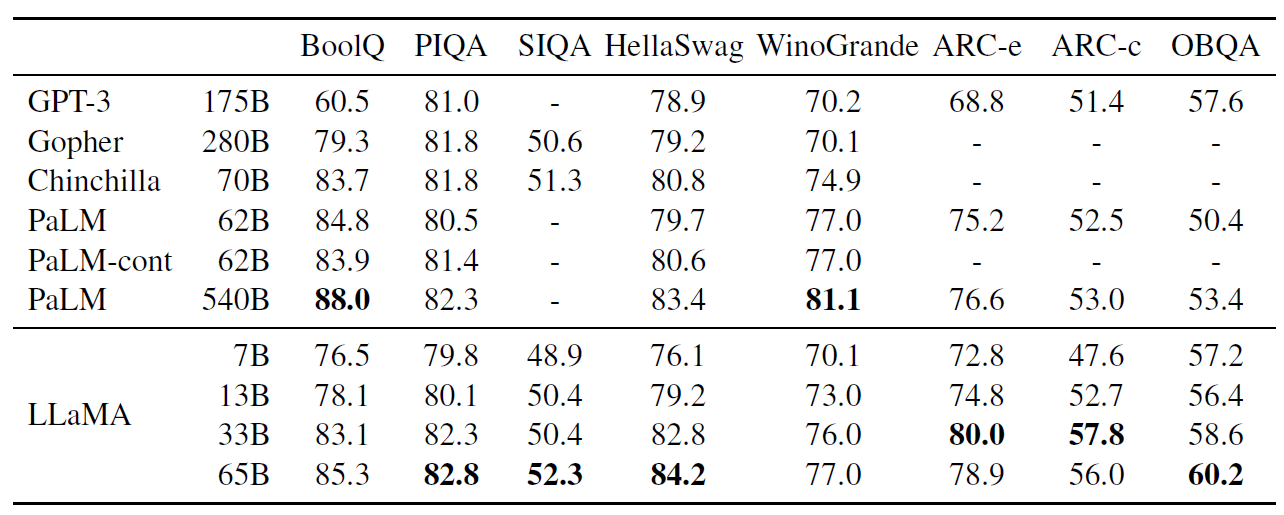 BoolQ PIQA SIQA HellaSwag WinoGrande ARC-e ARC-c OBQA
GPT-3 175B 60.5 81.0 - 78.9 70.2 68.8 51.4 57.6
Gopher 280B 79.3 81.8 50.6 79.2 70.1 - - -
Chinchilla 70B 83.7 81.8 51.3 80.8 74.9 - - -
PaLM 62B 84.8 80.5 - 79.7 77.0 75.2 52.5 50.4
PaLM-cont 62B 83.9 81.4 - 80.6 77.0 - - -
PaLM 540B 88.0 82.3 - 83.4 81.1 76.6 53.0 53.4
7B 76.5 79.8 48.9 76.1 70.1 72.8 47.6 57.2
13B 78.1 80.1 50.4 79.2 73.0 74.8 52.7 56.4
LLaMA
33B 83.1 82.3 50.4 82.8 76.0 80.0 57.8 58.6
65B 85.3 82.8 52.3 84.2 77.0 78.9 56.0 60.2